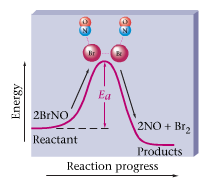 O O
N N
Br Br
Ea
Energy
2BrNO
2NO + Br2
Reactant
Products
Reaction progress